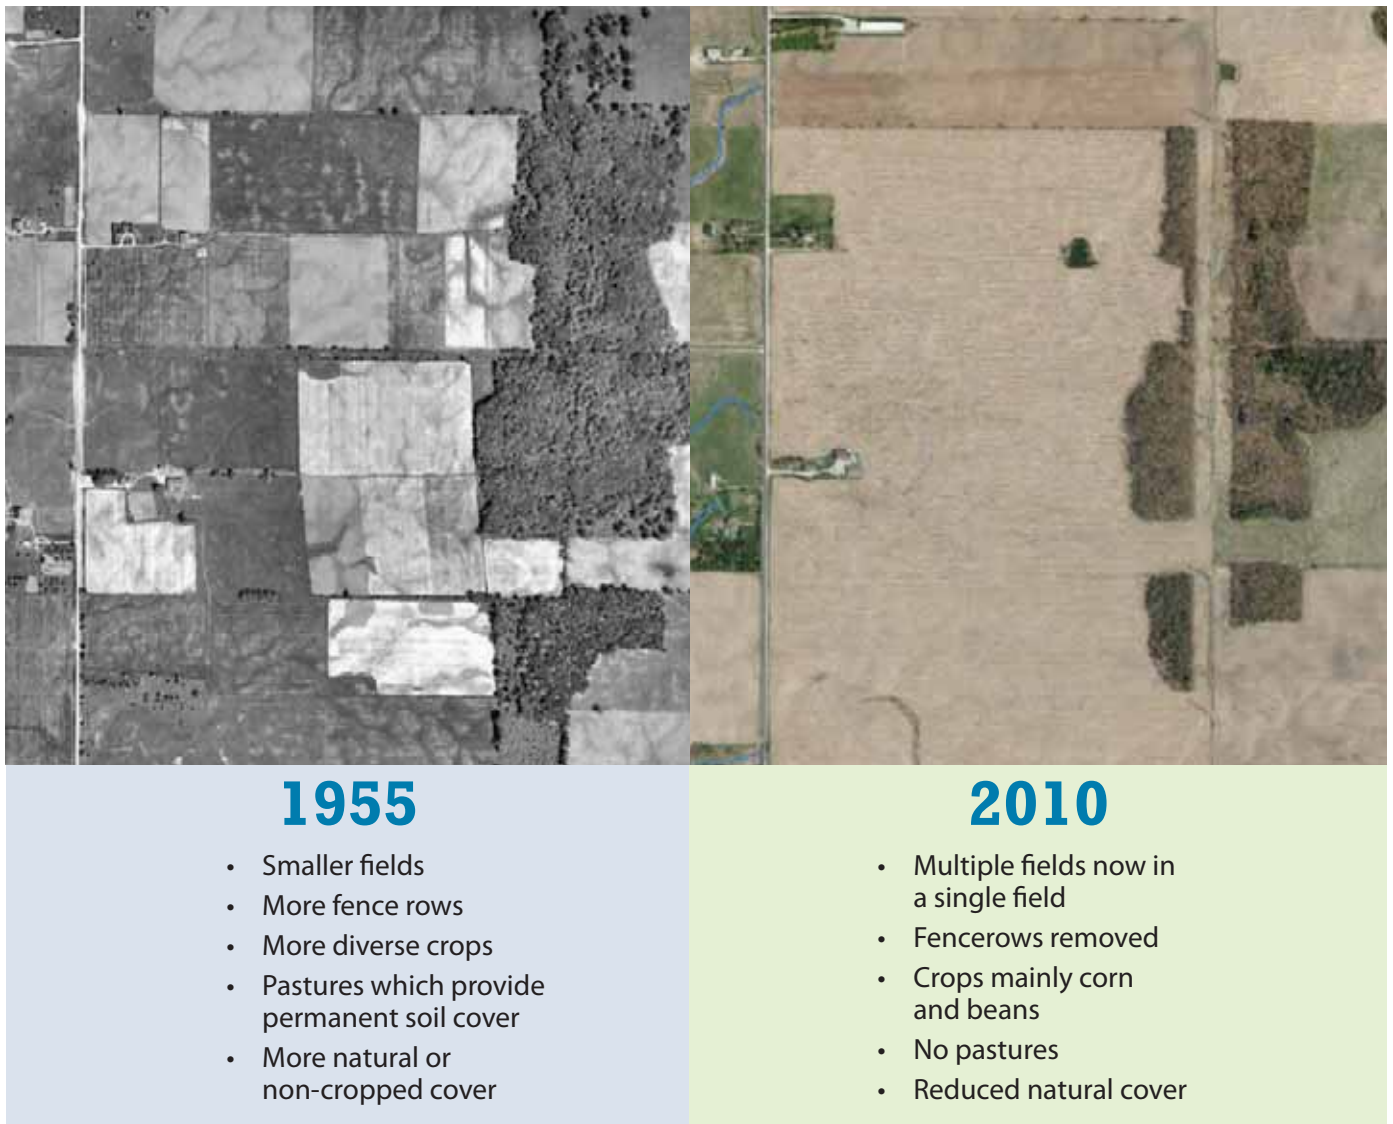 1955
• Smaller fields
• More fence rows
• More diverse crops
• Pastures which provide
permanent soil cover
• More natural or
non-cropped cover
2010
• Multiple fields now in
a single field
• Fencerows removed
• Crops mainly corn
and beans
• No pastures
• Reduced natural cover